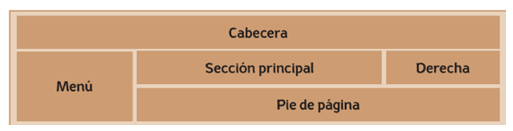 Cabecera
Sección principal
Derecha
Menú
Pie de página